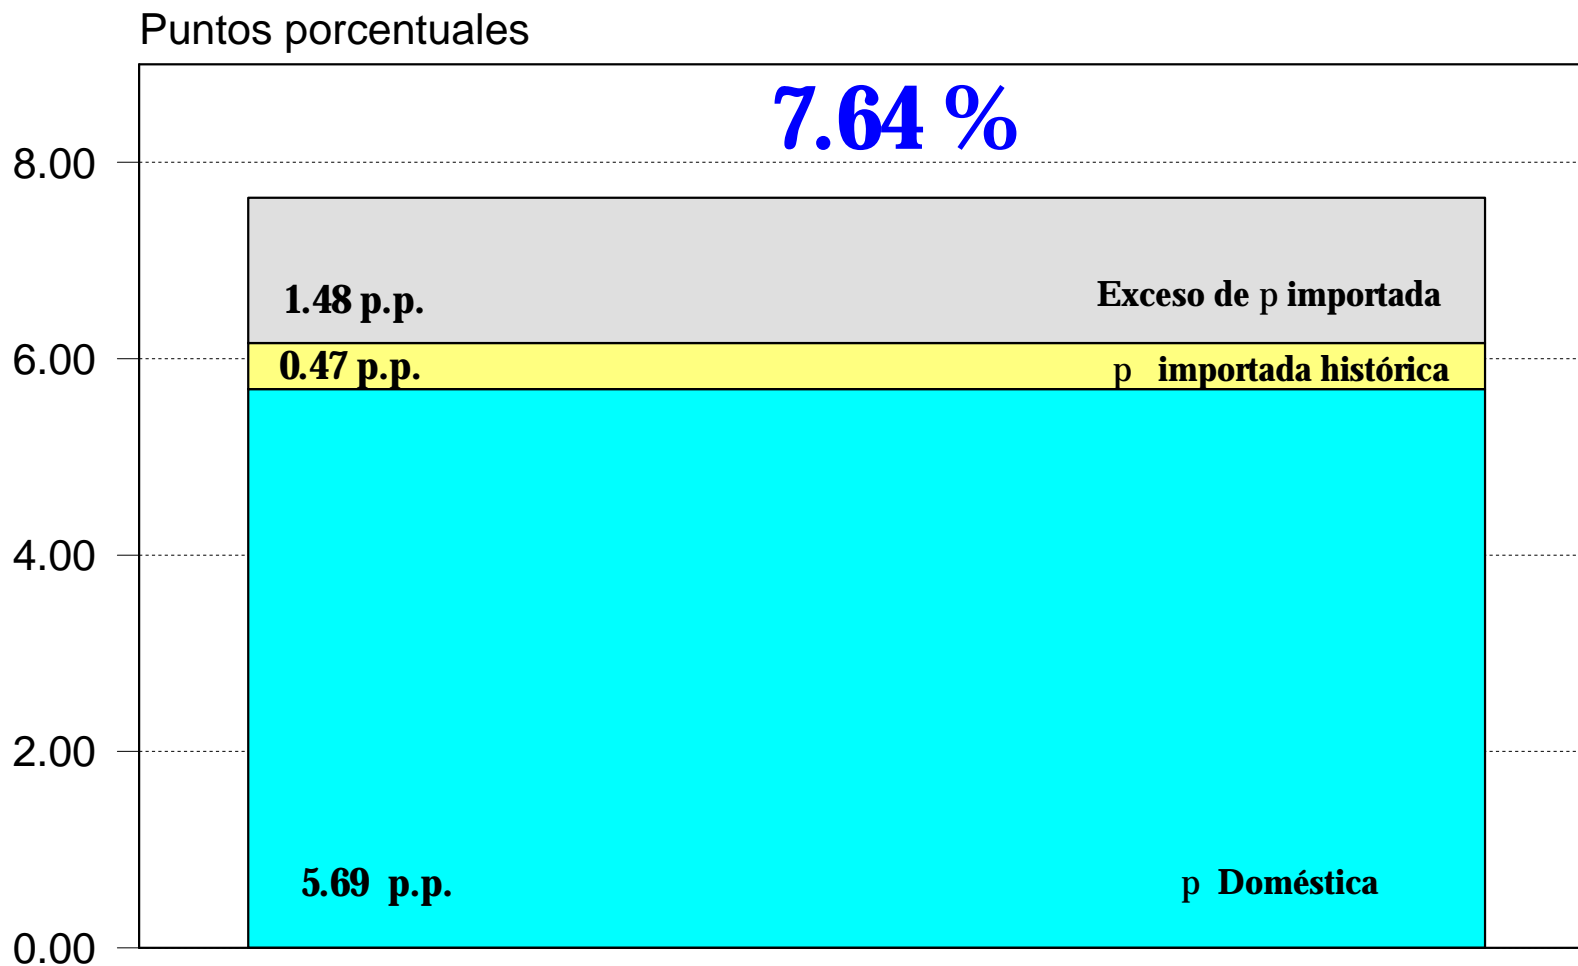 Puntos porcentuales
7.64 %
8.00
1.48 p.p. Exceso de p importada
6.00
0.47 p.p. p importada histórica
4.00
2.00
5.69 p.p. p Doméstica
0.00